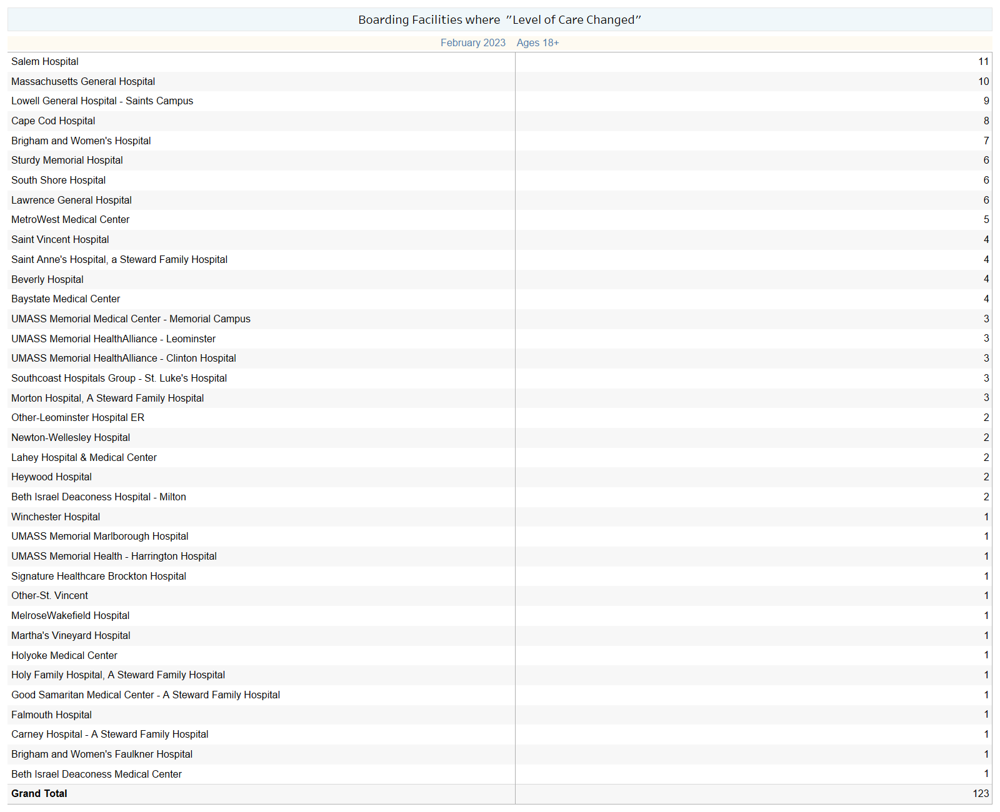 Boarding Facilities where "Level of Care Changed"
February 2023 Ages 18+
Salem Hospital 11
Massachusetts General Hospital 10
Lowell General Hospital - Saints Campus 9
Cape Cod Hospital 8
Brigham and Women's Hospital 7
Sturdy Memorial Hospital 6
South Shore Hospital 6
Lawrence General Hospital 6
MetroWest Medical Center 5
Saint Vincent Hospital 4
Saint Anne's Hospital, a Steward Family Hospital 4
Beverly Hospital 4
Baystate Medical Center 4
UMASS Memorial Medical Center - Memorial Campus 3
UMASS Memorial HealthAlliance - Leominster 3
UMASS Memorial HealthAlliance - Clinton Hospital 3
Southcoast Hospitals Group - St. Luke's Hospital 3
Morton Hospital, A Steward Family Hospital 3
Other-Leominster Hospital ER 2
Newton-Wellesley Hospital 2
Lahey Hospital & Medical Center 2
Heywood Hospital 2
Beth Israel Deaconess Hospital - Milton 2
Winchester Hospital 1
UMASS Memorial Marlborough Hospital 1
UMASS Memorial Health - Harrington Hospital 1
Signature Healthcare Brockton Hospital 1
Other-St. Vincent 1
MelroseWakefield Hospital 1
Martha's Vineyard Hospital 1
Holyoke Medical Center 1
Holy Family Hospital, A Steward Family Hospital 1
Good Samaritan Medical Center - A Steward Family Hospital 1
Falmouth Hospital 1
Carney Hospital - A Steward Family Hospital 1
Brigham and Women's Faulkner Hospital 1
Beth Israel Deaconess Medical Center 1
Grand Total 123